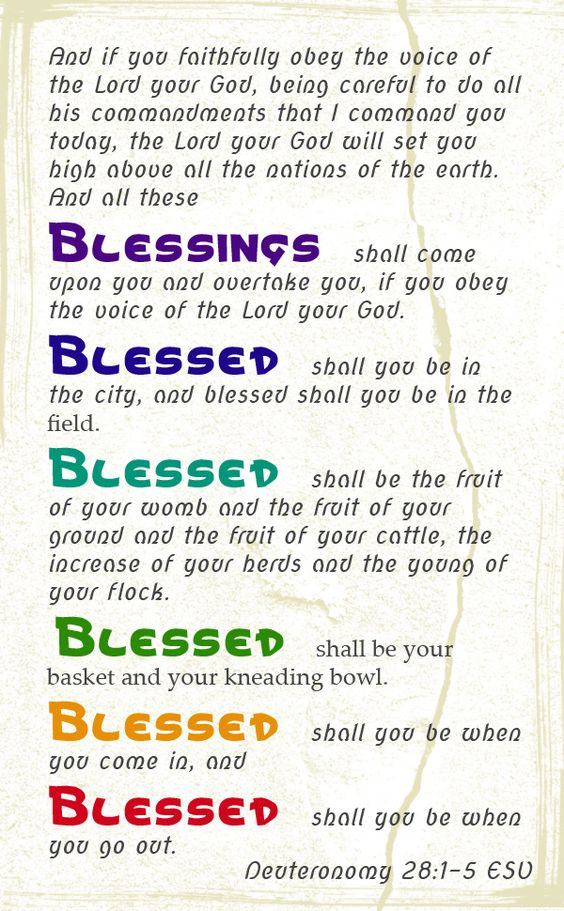 And if you faithfully obey the voice of
the Lord your God, being careful to do all
his commandments that I command you
today, the Lord your God will set you
high above all the nations of the earth.
And all these
Blessings shall come
upon you and overtake you, if you obey
the voice of the Lord your God.
Blessed shall you be in
the city, and blessed shall you be in the
field.
Blessed shall be the fruit
of your womb and the fruit of your
ground and the fruit of your cattle, the
increase of your herds and the young of
your flock.
Blessed shall be your
basket and your kneading bowl.
Blessed shall you be when
you come in, and
Blessed shall you be when
you go out.
Deuteronomy 28:1-5 ESV